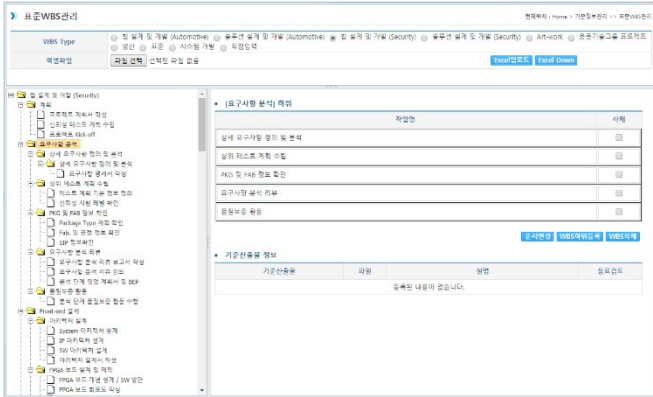 표준WBS관리
현재위치 : Home > 기준정보관리 >> 표준WBS관리
WBS Type
칩 설계 및 개발 (Automotive) 솔루션 설계 및 개발 (Automotive) 칩 설계 및 개발 (Security) 솔루션 설계 및 개발 (Security) Art-work 응용기술그룹 프로젝트
생산 표준 시스템 개발 직접입력
엑셀파일
파일 선택 선택된 파일 없음
Excel업로드 Excel Down
칩 설계 및 개발 (Security)
계획
프로젝트 계획서 작성
신뢰성 테스트 계획 수립
프로젝트 Kick-off
요구사항 분석
상세 요구사항 정의 및 분석
상세 요구사항 정의 및 분석
요구사항 명세서 작성
상위 테스트 계획 수립
테스트 계획 기본 정보 정의
신뢰성 시험 레벨 확인
PKG 및 FAB 정보 확인
Package Type 계획 확인
Fab. 및 공정 정보 확인
SIP 정보확인
요구사항 분석 리뷰
요구사항 분석 리뷰 보고서 작성
요구사항 분석 리뷰 회의
분석 단계 영업 계획서 및 BEP
품질보증 활동
분석 단계 품질보증 활동 수행
Front-end 설계
아키텍처 설계
System 아키텍처 설계
IP 아키텍처 설계
SW 아키텍처 설계
아키텍처 설계서 작성
FPGA 보드 설계 및 제작
FPGA 보드 개념 설계 / SW 방안
FPGA 보드 회로도 작성
[요구사항 분석] 하위
작업명 삭제
상세 요구사항 정의 및 분석
상위 테스트 계획 수립
PKG 및 FAB 정보 확인
요구사항 분석 리뷰
품질보증 활동
순서변경 WBS하위등록 WBS삭제
기준산출물 정보
기준산출물 파일 설명 동료검토
등록된 내용이 없습니다.